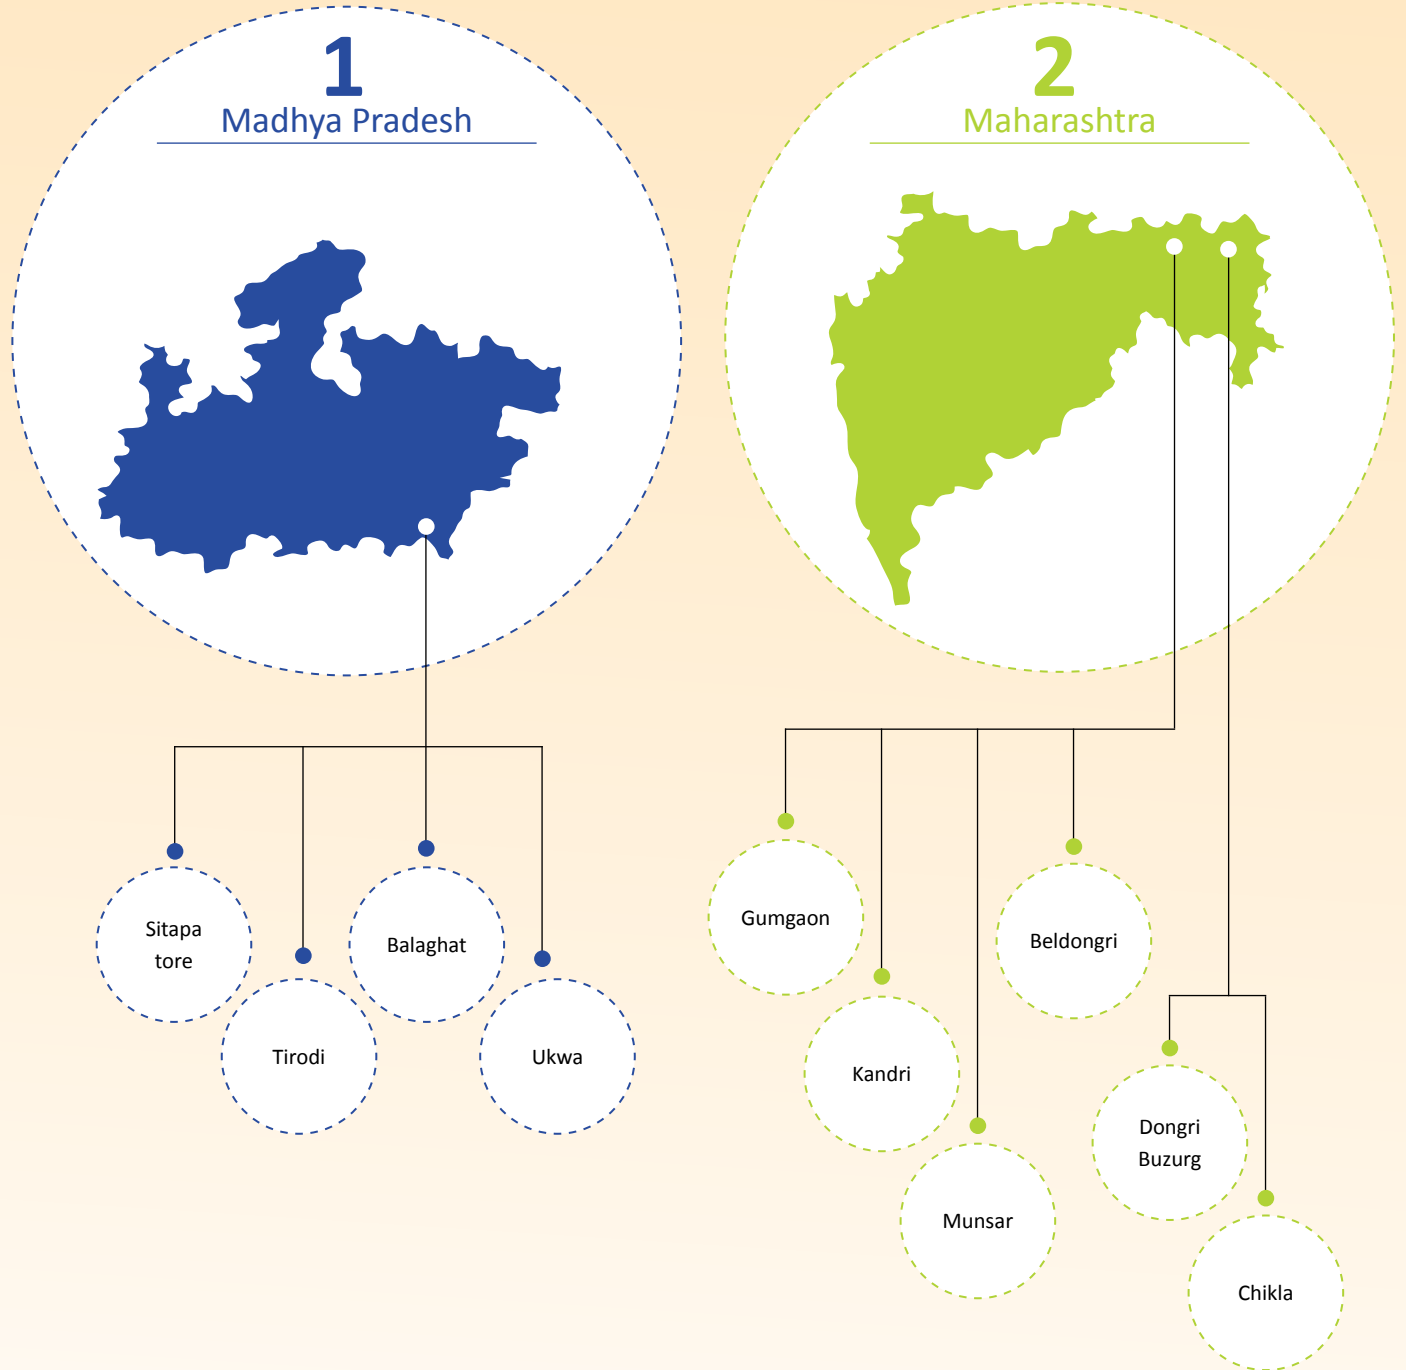 1
Madhya Pradesh
2
Maharashtra
Sitapa
tore
Tirodi
Balaghat
Ukwa
Gumgaon
Kandri
Munsar
Beldongri
Dongri
Buzurg
Chikla